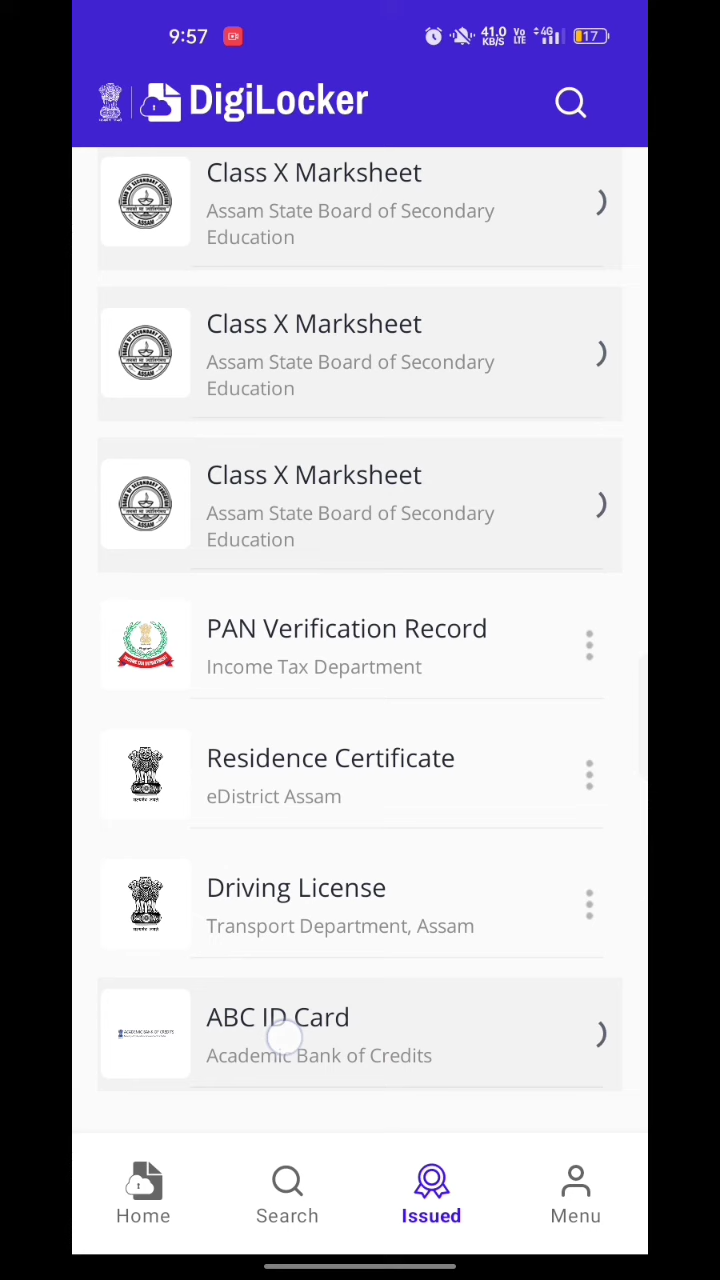 9:57
41.0
KB/S
Vo
LTE
4G
17
DigiLocker
Class X Marksheet
Assam State Board of Secondary
Education
Class X Marksheet
Assam State Board of Secondary
Education
Class X Marksheet
Assam State Board of Secondary
Education
PAN Verification Record
Income Tax Department
Residence Certificate
eDistrict Assam
Driving License
Transport Department, Assam
ABC ID Card
Academic Bank of Credits
Home
Search
Issued
Menu